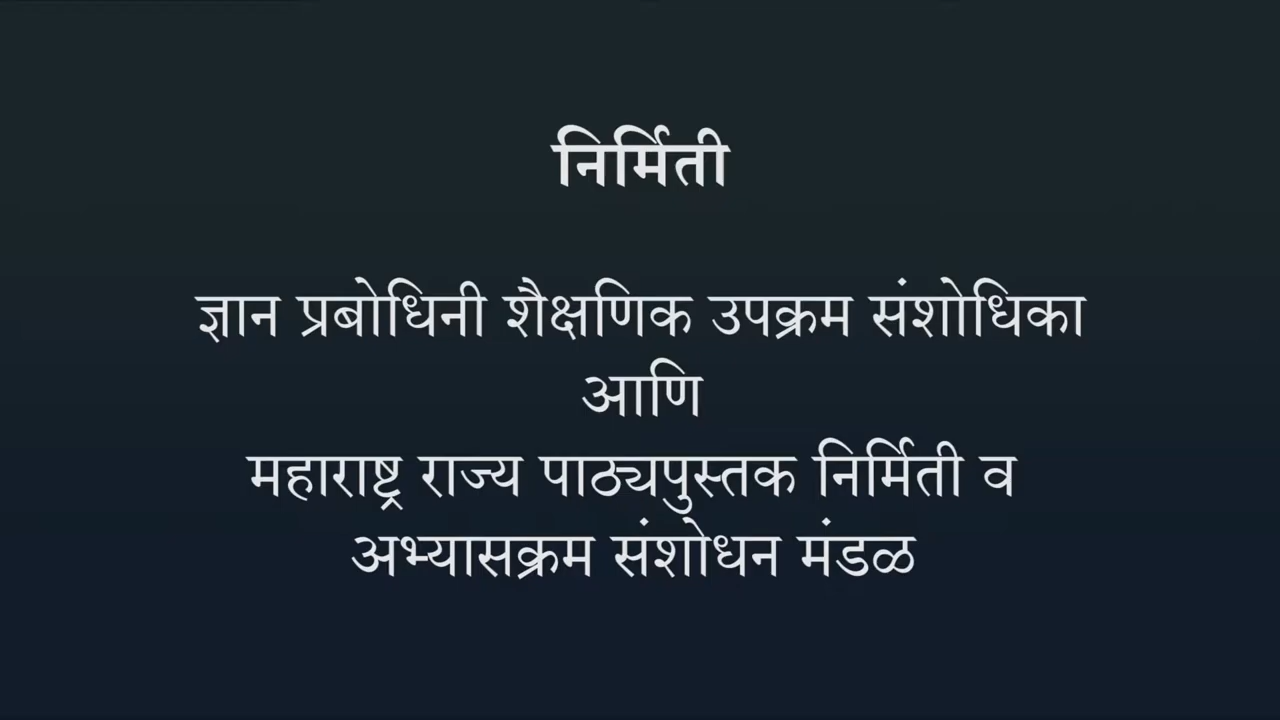 निर्मिती
ज्ञान प्रबोधिनी शैक्षणिक उपक्रम संशोधिका
आणि
महाराष्ट्र राज्य पाठ्यपुस्तक निर्मिती व
अभ्यासक्रम संशोधन मंडळ